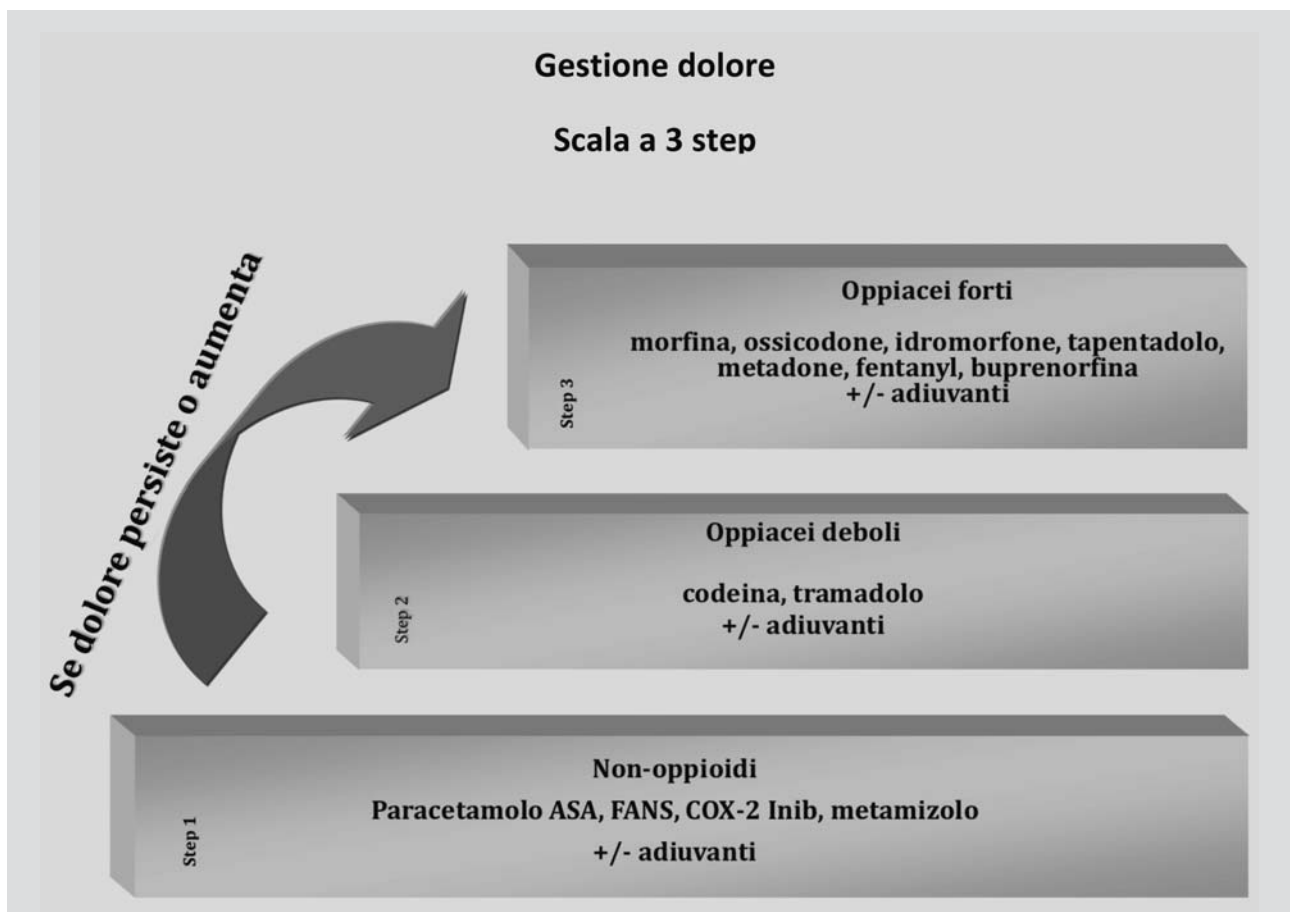 Gestione dolore
Scala a 3 step
Se dolore persiste o aumenta
Oppiacei forti
morfina, ossicodone, idromorfone, tapentadolo,
metadone, fentanyl, buprenorfina
+/- adiuvanti
Step 3
Oppiacei deboli
codeina, tramadolo
+/- adiuvanti
Step 2
Non-oppioidi
Paracetamolo ASA, FANS, COX-2 Inib, metamizolo
+/- adiuvanti
Step 1